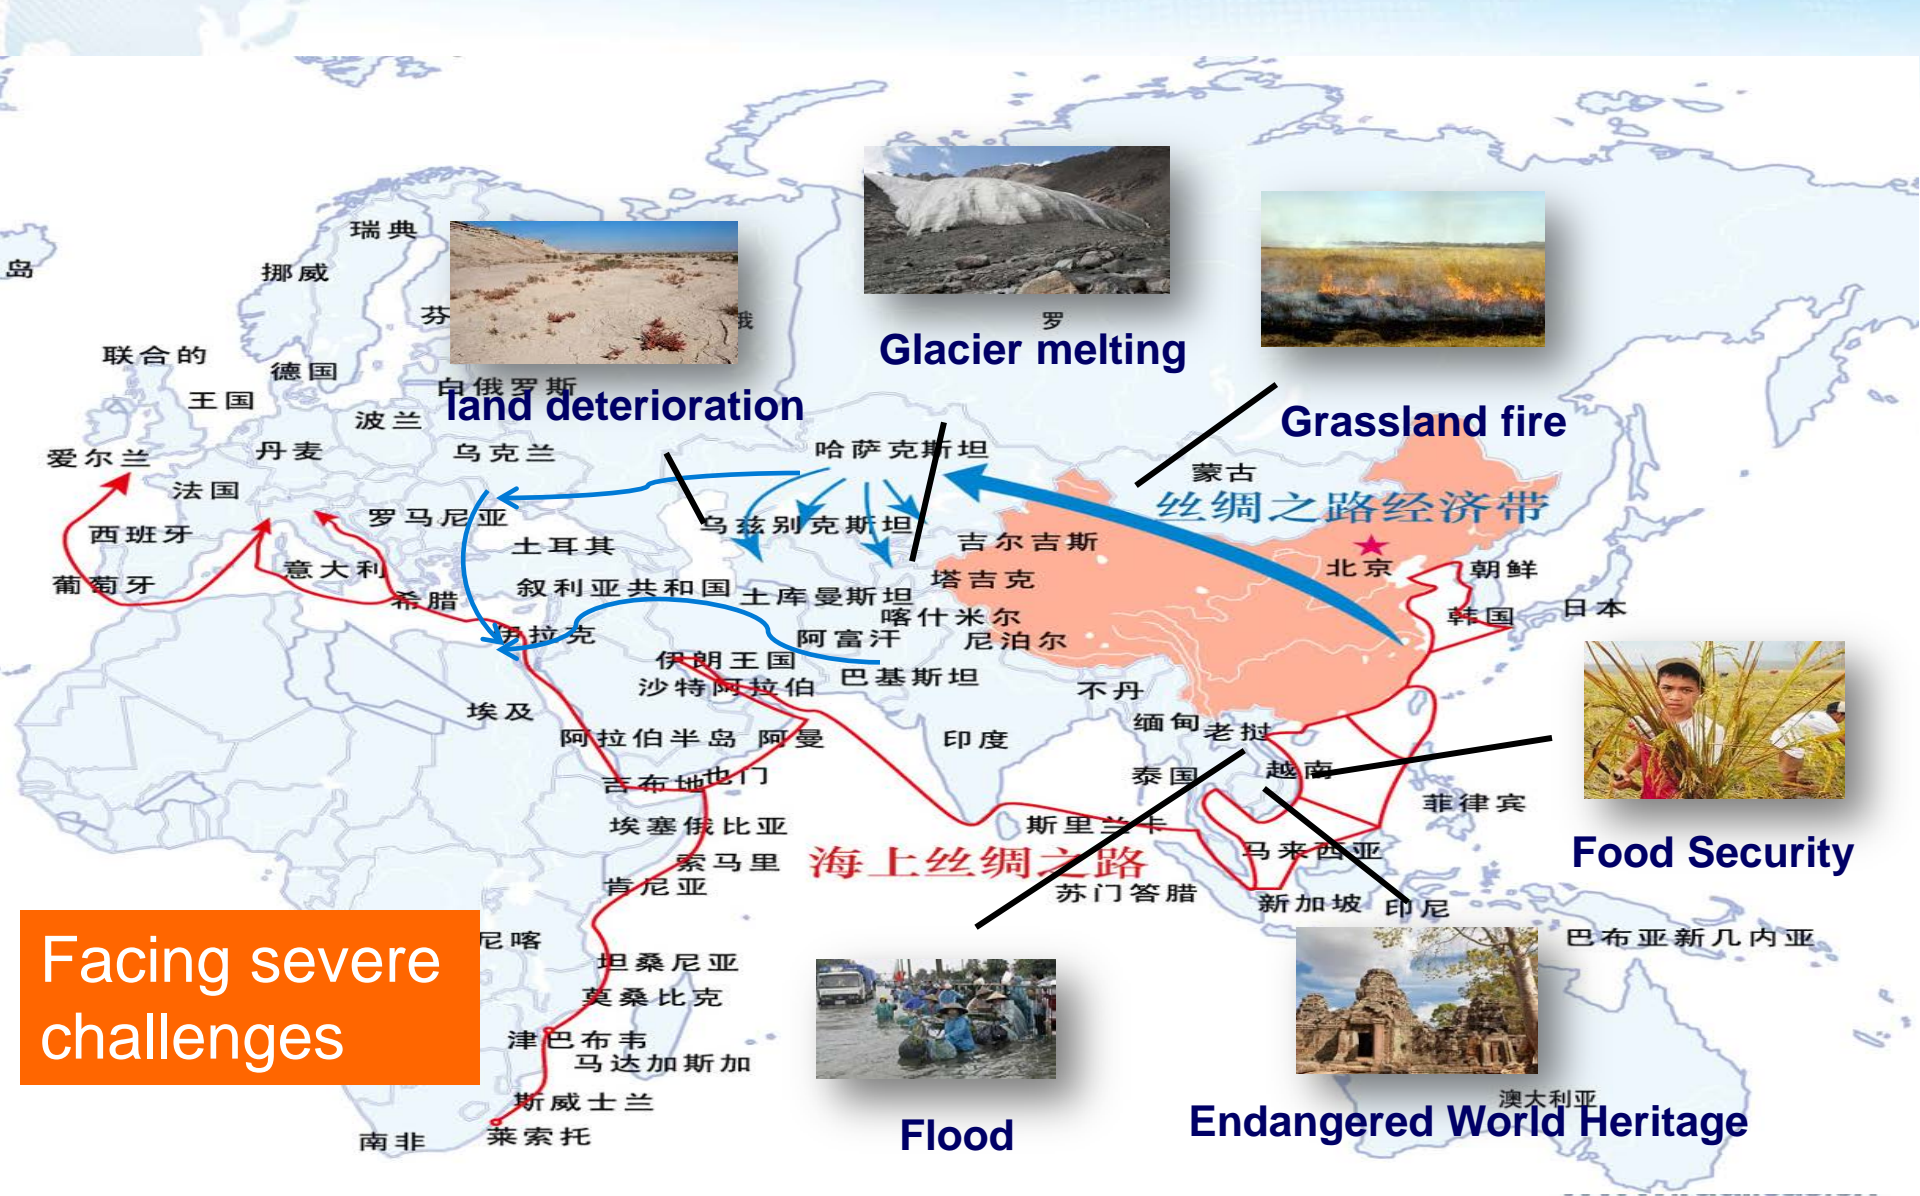 瑞典
岛
挪威
芬
罗
联合的
王国
德国
Glacier melting
白俄罗斯
land deterioration
波兰
Grassland fire
爱尔兰
丹麦
乌克兰
哈萨克斯坦
蒙古
法国
丝绸之路经济带
西班牙
罗马尼亚
乌兹别克斯坦
土耳其
吉尔吉斯
葡萄牙
意大利
北京
朝鲜
希腊
叙利亚共和国
土库曼斯坦
塔吉克
喀什米尔
韩国
日本
伊拉克
阿富汗
尼泊尔
伊朗王国
沙特阿拉伯
巴基斯坦
不丹
埃及
缅甸
老挝
阿拉伯半岛
阿曼
印度
吉布地
也门
泰国
越南
菲律宾
埃塞俄比亚
斯里兰卡
索马里
海上丝绸之路
马来西亚
Food Security
肯尼亚
苏门答腊
新加坡
印尼
Facing severe
challenges
尼喀
坦桑尼亚
巴布亚新几内亚
莫桑比克
津巴布韦
马达加斯加
斯威士兰
澳大利亚
南非
莱索托
Flood
Endangered World Heritage